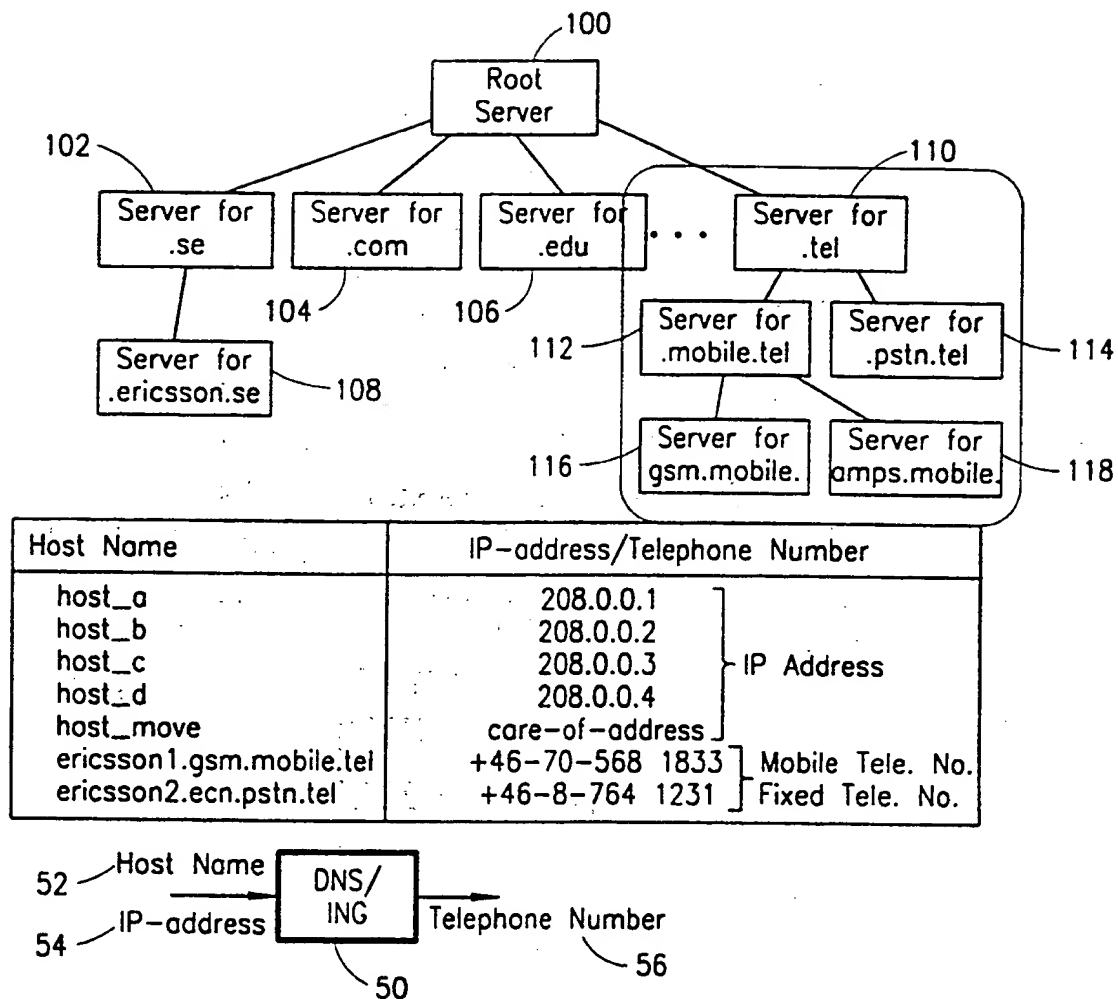 100
Root
Server
102
110
Server for
.se
Server for
.com
Server for
.edu
...
Server for
.tel
104
106
112
Server for
.mobile.tel
Server for
.pstn.tel
114
Server for
.ericsson.se
108
116
Server for
gsm.mobile.
Server for
amps.mobile.
118
Host Name IP-address/Telephone Number
host_a 208.0.0.1
host_b 208.0.0.2
host_c 208.0.0.3 IP Address
host_d 208.0.0.4
host_move care-of-address
ericsson1.gsm.mobile.tel +46-70-568 1833 Mobile Tele. No.
ericsson2.ecn.pstn.tel +46-8-764 1231 Fixed Tele. No.
52 Host Name
DNS/
ING
54 IP-address
Telephone Number
50
56